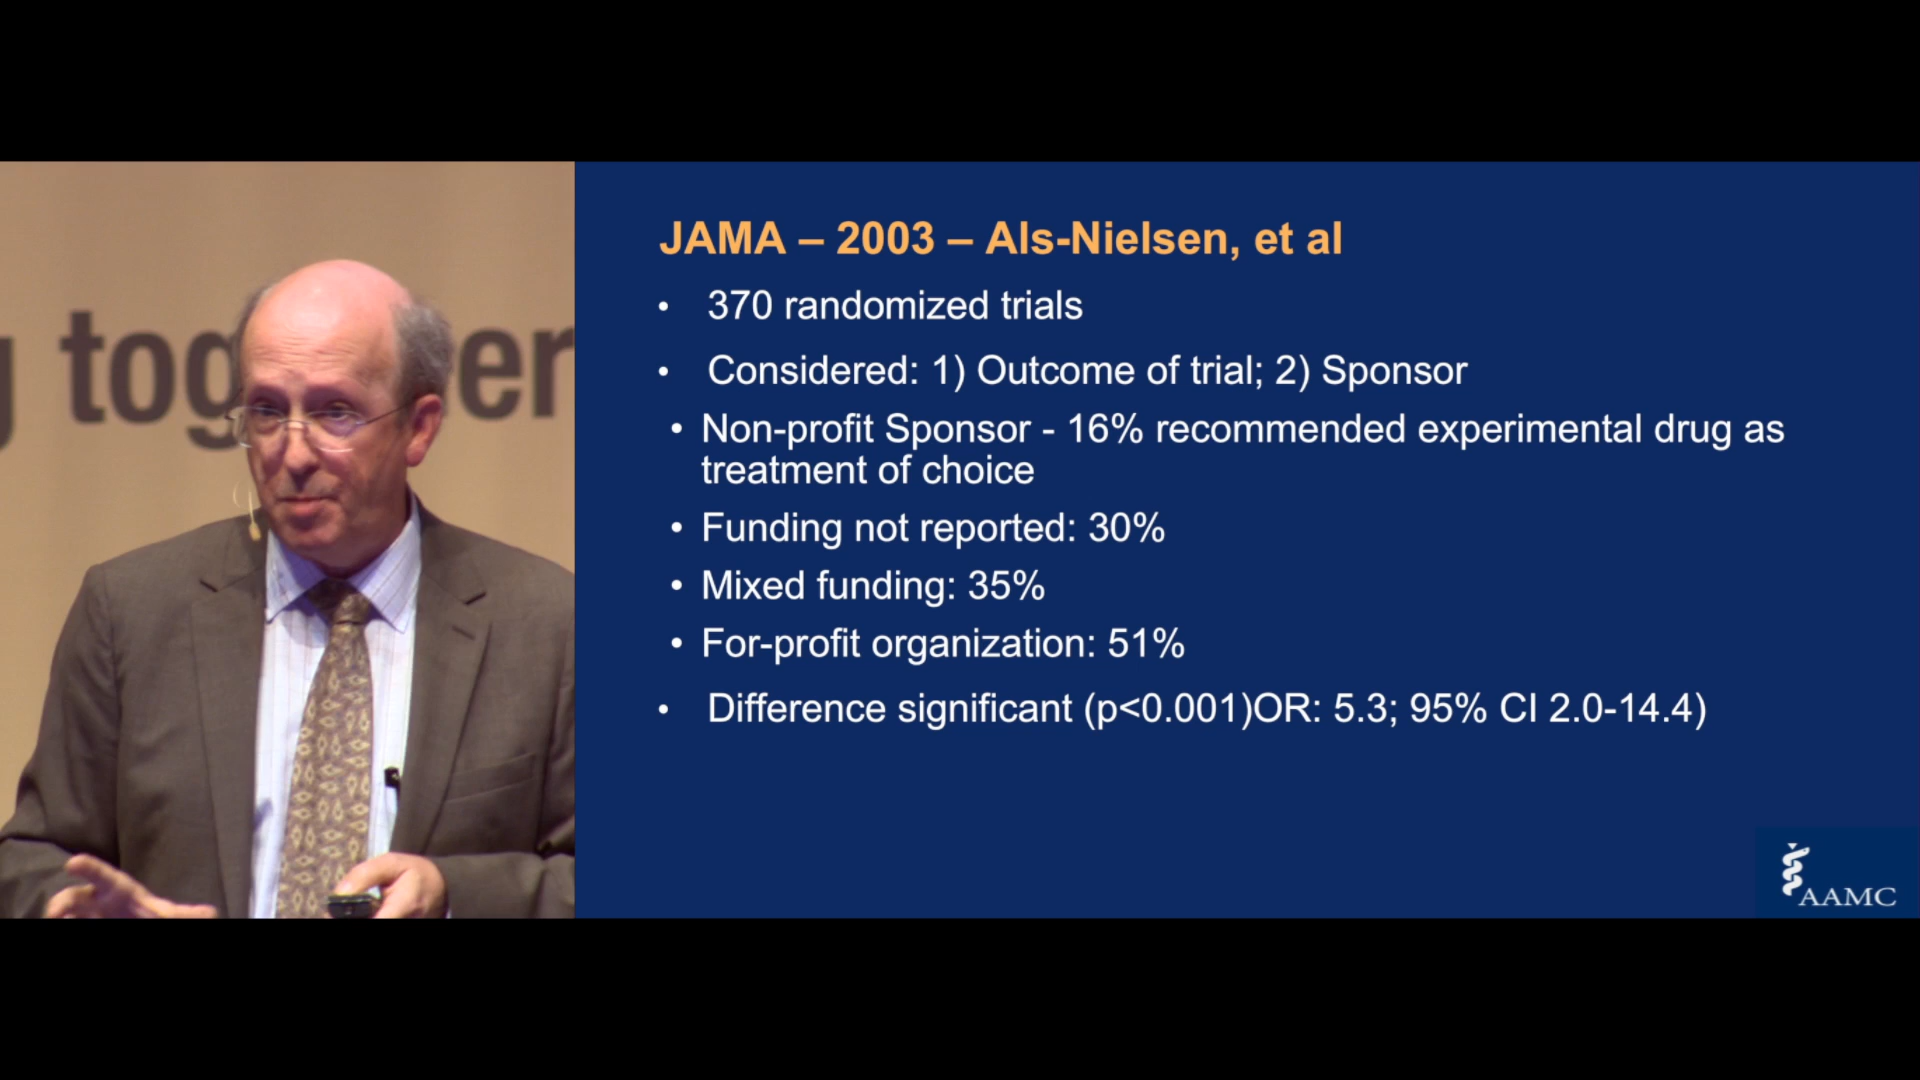 g together
JAMA – 2003 – Als-Nielsen, et al
• 370 randomized trials
• Considered: 1) Outcome of trial; 2) Sponsor
• Non-profit Sponsor - 16% recommended experimental drug as
treatment of choice
• Funding not reported: 30%
• Mixed funding: 35%
• For-profit organization: 51%
• Difference significant (p<0.001)OR: 5.3; 95% CI 2.0-14.4)
AAMC